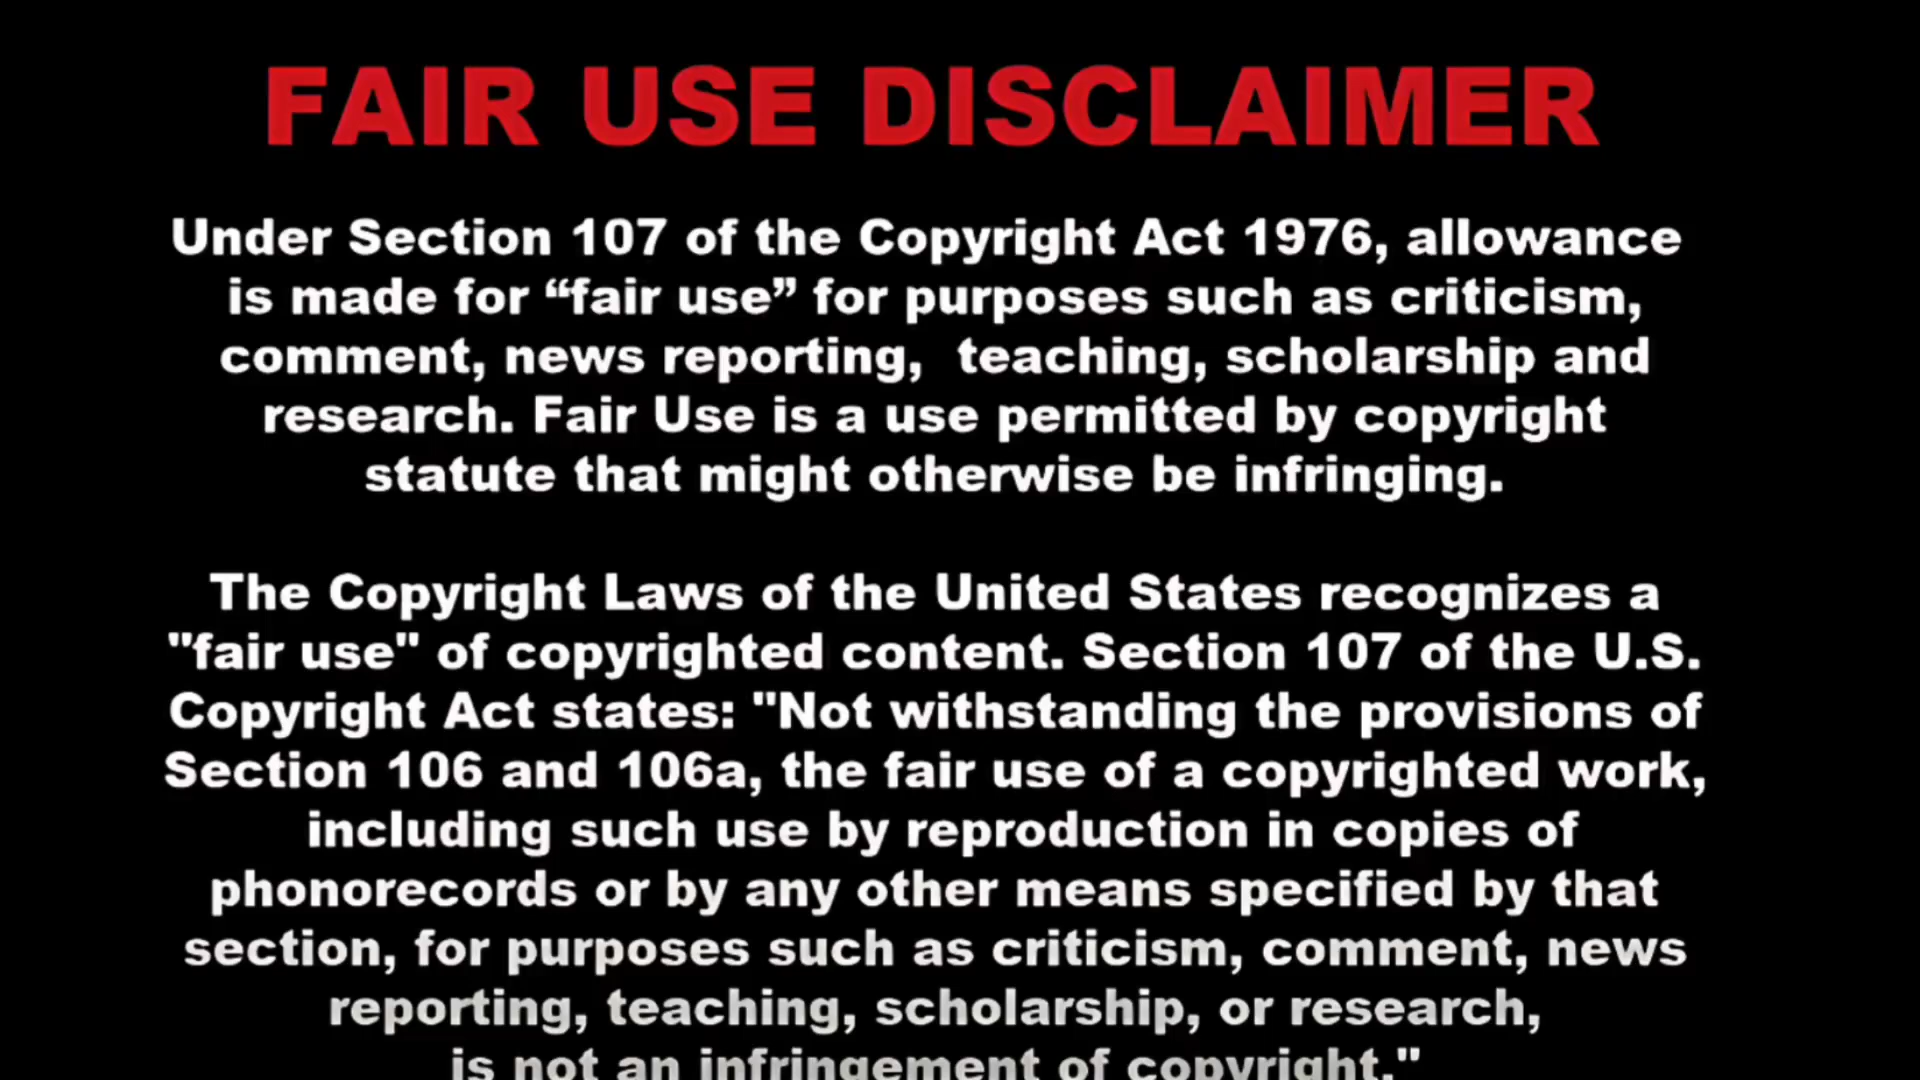 FAIR USE DISCLAIMER
Under Section 107 of the Copyright Act 1976, allowance
is made for “fair use” for purposes such as criticism,
comment, news reporting,  teaching, scholarship and
research. Fair Use is a use permitted by copyright
statute that might otherwise be infringing.
The Copyright Laws of the United States recognizes a
"fair use" of copyrighted content. Section 107 of the U.S.
Copyright Act states: "Not withstanding the provisions of
Section 106 and 106a, the fair use of a copyrighted work,
including such use by reproduction in copies of
phonorecords or by any other means specified by that
section, for purposes such as criticism, comment, news
reporting, teaching, scholarship, or research,
is not an infringement of copyright."